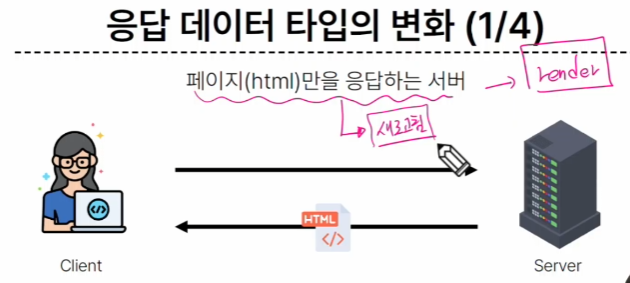 응답 데이터 타입의 변화 (1/4)
페이지(html)만을 응답하는 서버
render
새로고침
</>
HTML
</>
Client
Server